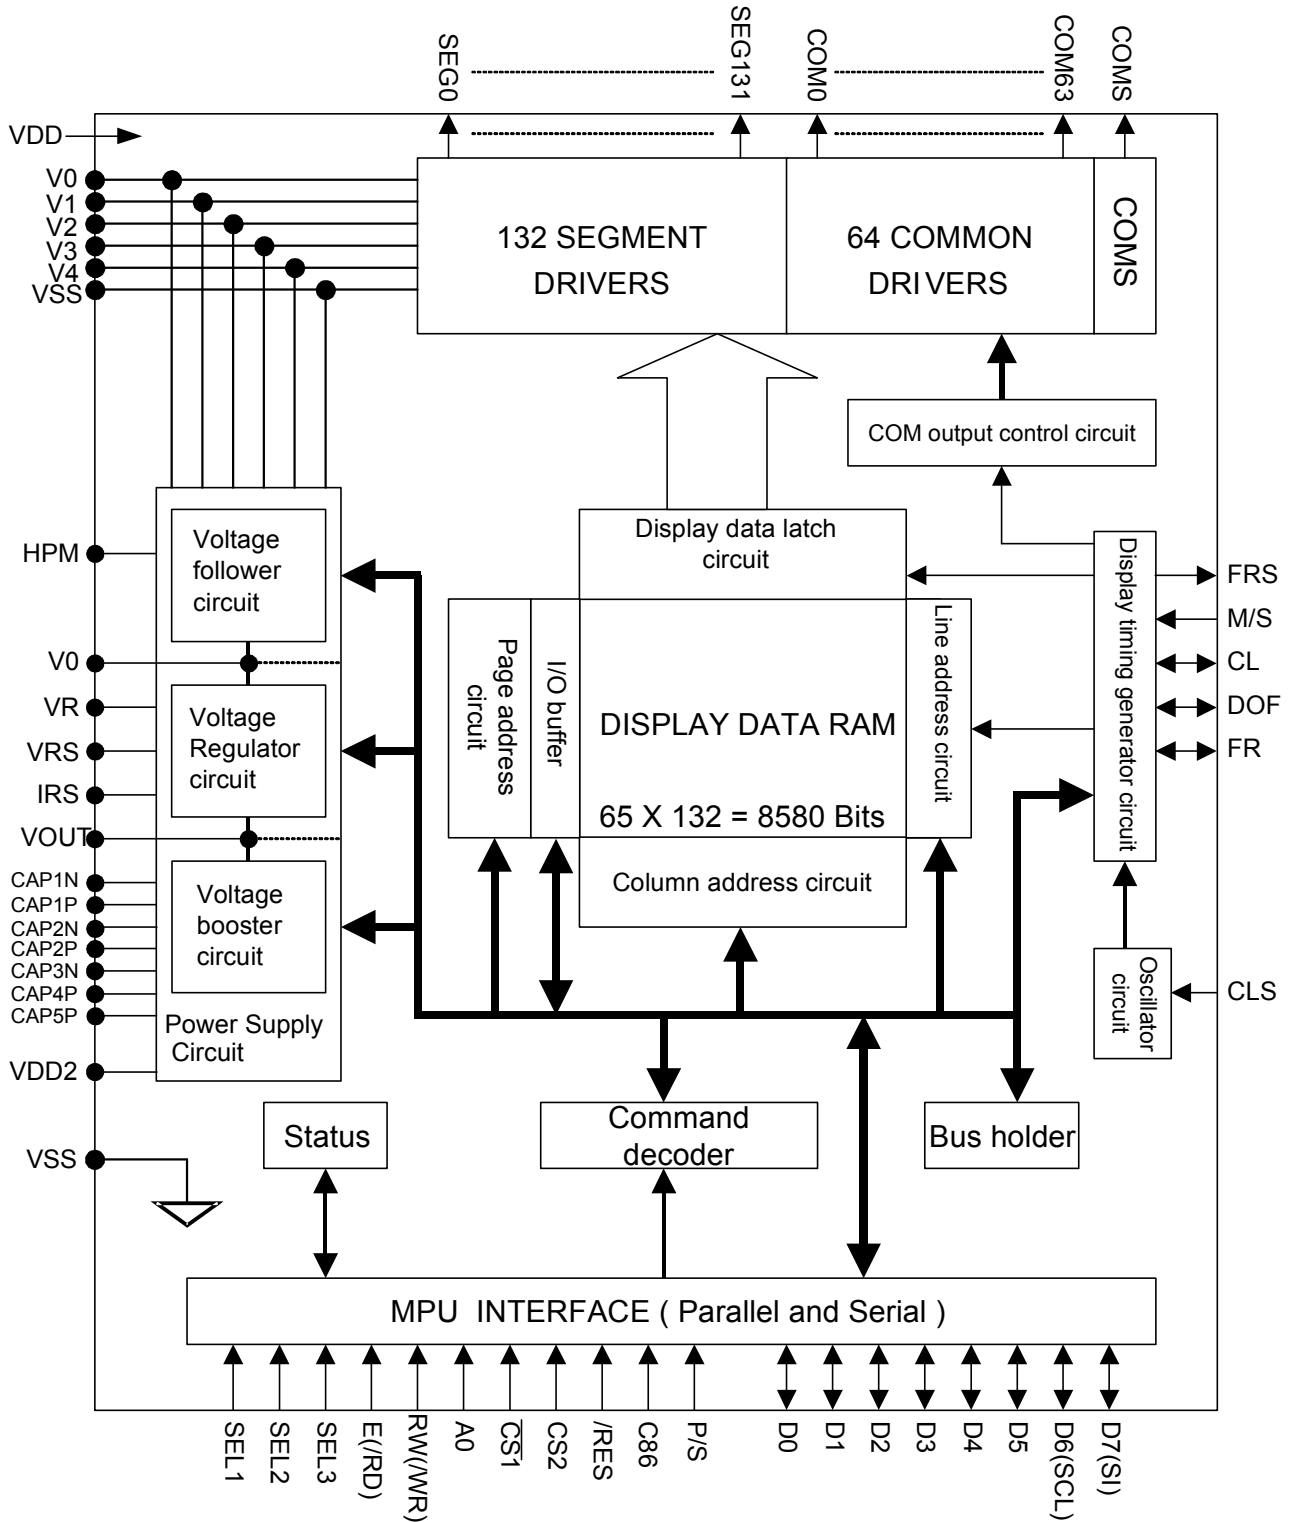 SEG0
SEG131
COM0
COM63
COMS
VDD
V0
V1
V2
V3
V4
VSS
132 SEGMENT
DRIVERS
64 COMMON
DRIVERS
COMS
COM output control circuit
HPM
V0
VR
VRS
IRS
VOUT
CAP1N
CAP1P
CAP2N
CAP2P
CAP3N
CAP4P
CAP5P
VDD2
VSS
Voltage
follower
circuit
Voltage
Regulator
circuit
Voltage
booster
circuit
Power Supply
Circuit
Display data latch
circuit
Page address
circuit
I/O buffer
DISPLAY DATA RAM
65 X 132 = 8580 Bits
Line address circuit
Column address circuit
Display timing generator circuit
FRS
M/S
CL
DOF
FR
Oscillator
circuit
CLS
Status
Command
decoder
Bus holder
MPU INTERFACE ( Parallel and Serial )
SEL1
SEL2
SEL3
E(/RD)
RW(/WR)
A0
C̅S̅1̅
CS2
/RES
C86
P/S
D0
D1
D2
D3
D4
D5
D6(SCL)
D7(SI)